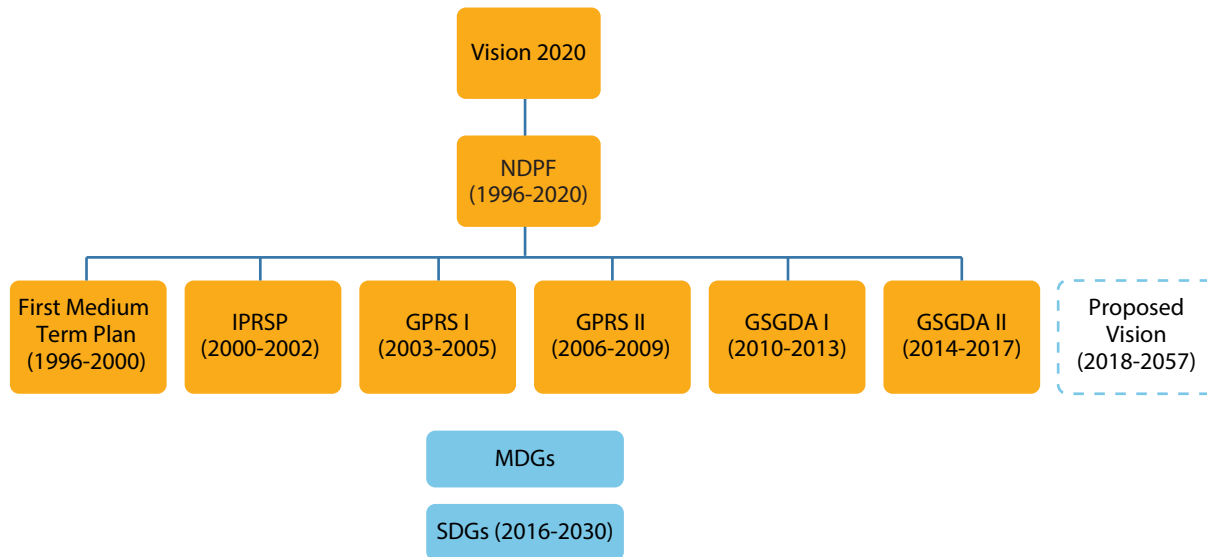 Vision 2020
NDPF
(1996-2020)
First Medium
Term Plan
(1996-2000)
IPRSP
(2000-2002)
GPRS I
(2003-2005)
GPRS II
(2006-2009)
GSGDA I
(2010-2013)
GSGDA II
(2014-2017)
Proposed
Vision
(2018-2057)
MDGs
SDGs (2016-2030)